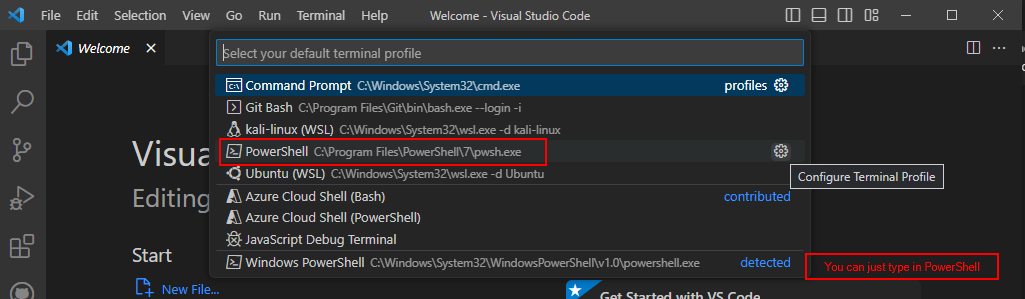 File Edit Selection View Go Run Terminal Help Welcome - Visual Studio Code
Welcome
Select your default terminal profile
Command Prompt C:\Windows\System32\cmd.exe profiles
Git Bash C:\Program Files\Git\bin\bash.exe --login -i
kali-linux (WSL) C:\Windows\System32\wsl.exe -d kali-linux
PowerShell C:\Program Files\PowerShell\7\pwsh.exe
Ubuntu (WSL) C:\Windows\System32\wsl.exe -d Ubuntu
Configure Terminal Profile
Azure Cloud Shell (Bash) contributed
Azure Cloud Shell (PowerShell)
JavaScript Debug Terminal
Windows PowerShell C:\Windows\System32\WindowsPowerShell\v1.0\powershell.exe detected
You can just type in PowerShell
Visua
Editing
Start
New File...
Get Started with VS Code